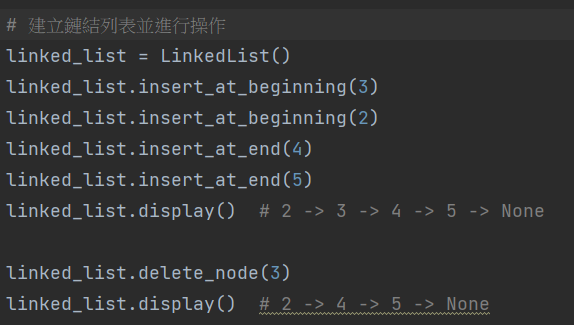 # 建立鏈結列表並進行操作
linked_list = LinkedList()
linked_list.insert_at_beginning(3)
linked_list.insert_at_beginning(2)
linked_list.insert_at_end(4)
linked_list.insert_at_end(5)
linked_list.display()  # 2 -> 3 -> 4 -> 5 -> None
linked_list.delete_node(3)
linked_list.display()  # 2 -> 4 -> 5 -> None